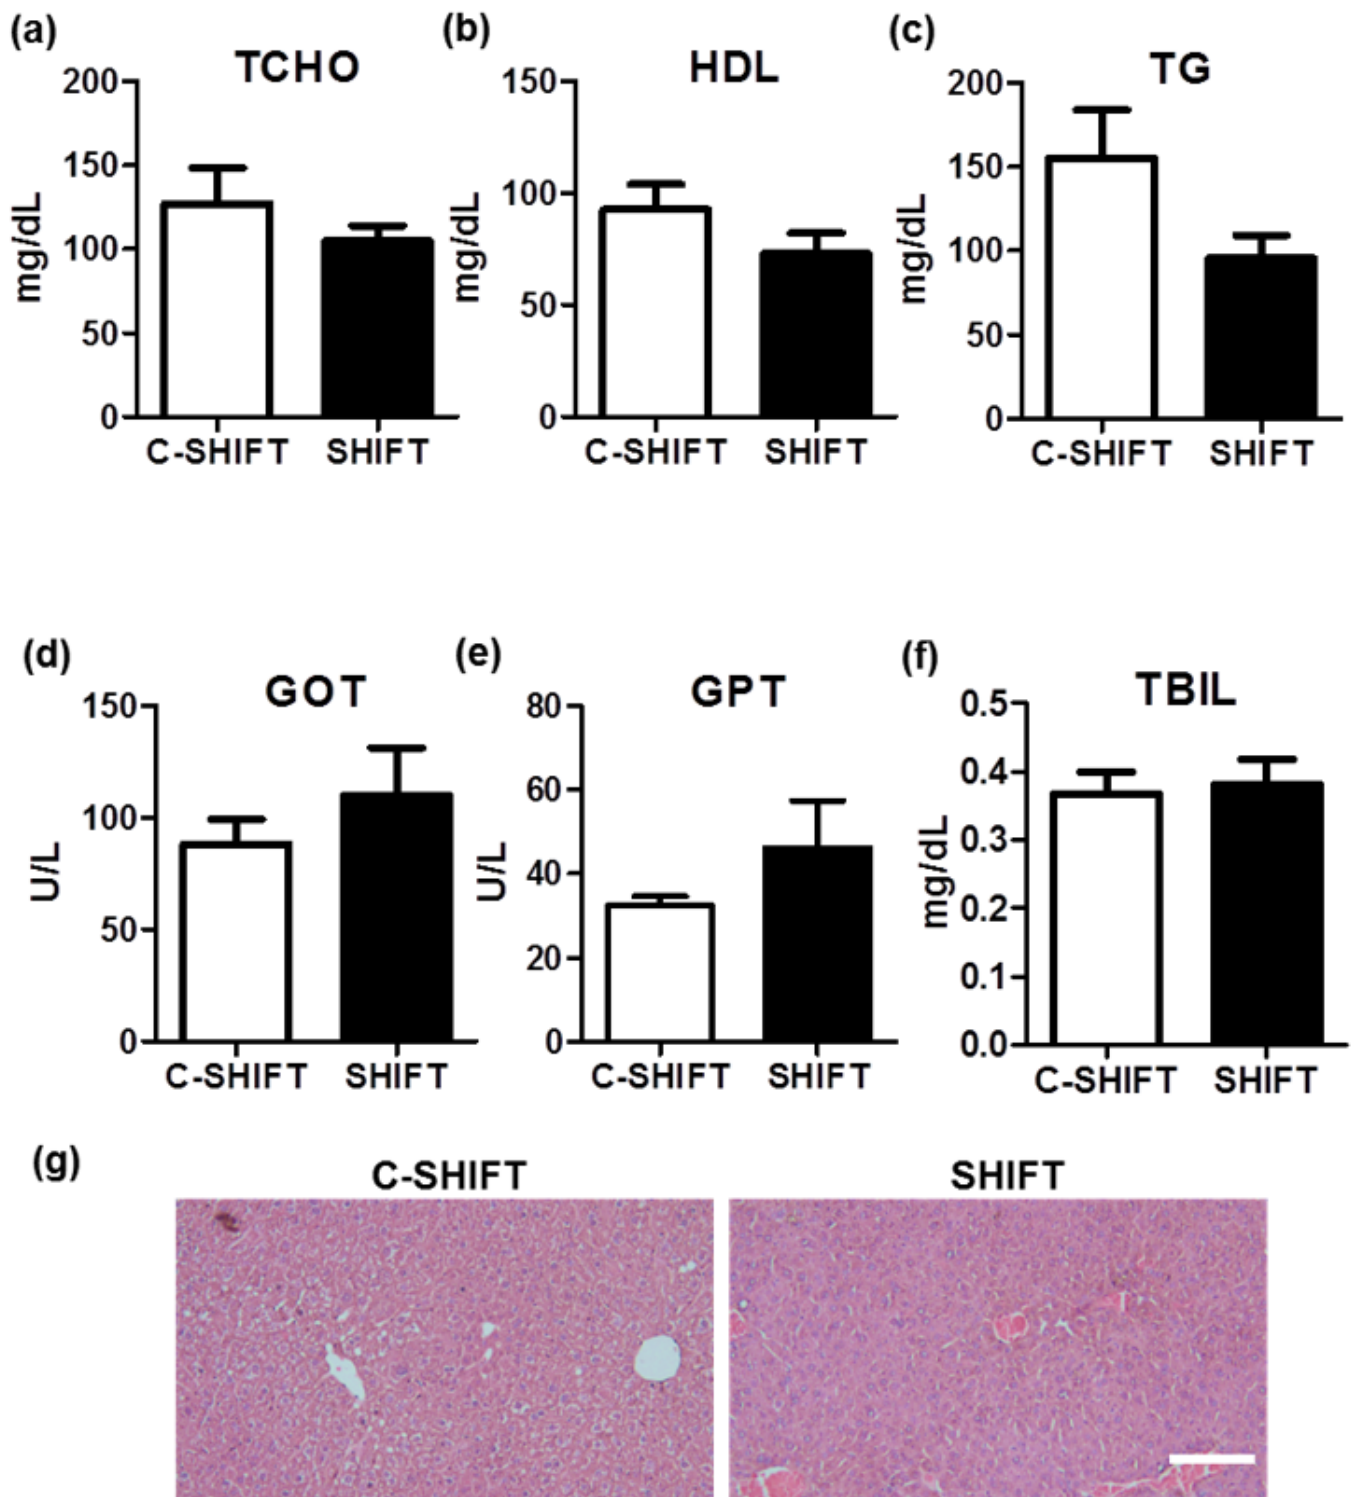 (a)
TCHO
200
150
100
50
0
mg/dL
C-SHIFT SHIFT
(b)
HDL
150
100
50
0
mg/dL
C-SHIFT SHIFT
(c)
TG
200
150
100
50
0
mg/dL
C-SHIFT SHIFT
(d)
GOT
150
100
50
0
U/L
C-SHIFT SHIFT
(e)
GPT
80
60
40
20
0
U/L
C-SHIFT SHIFT
(f)
TBIL
0.5
0.4
0.3
0.2
0.1
0.0
mg/dL
C-SHIFT SHIFT
(g)
C-SHIFT
SHIFT